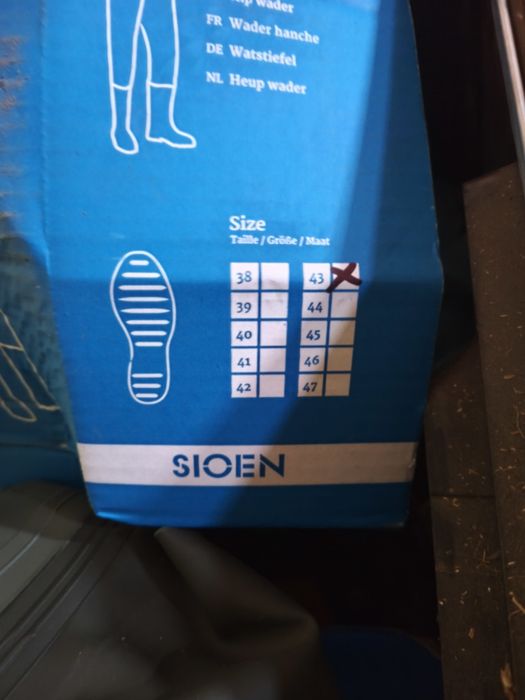 wader
FR Wader hanche
DE Watstiefel
NL Heup wader
Size
Taille / Größe / Maat
38 43
39 44
40 45
41 46
42 47
SIOEN